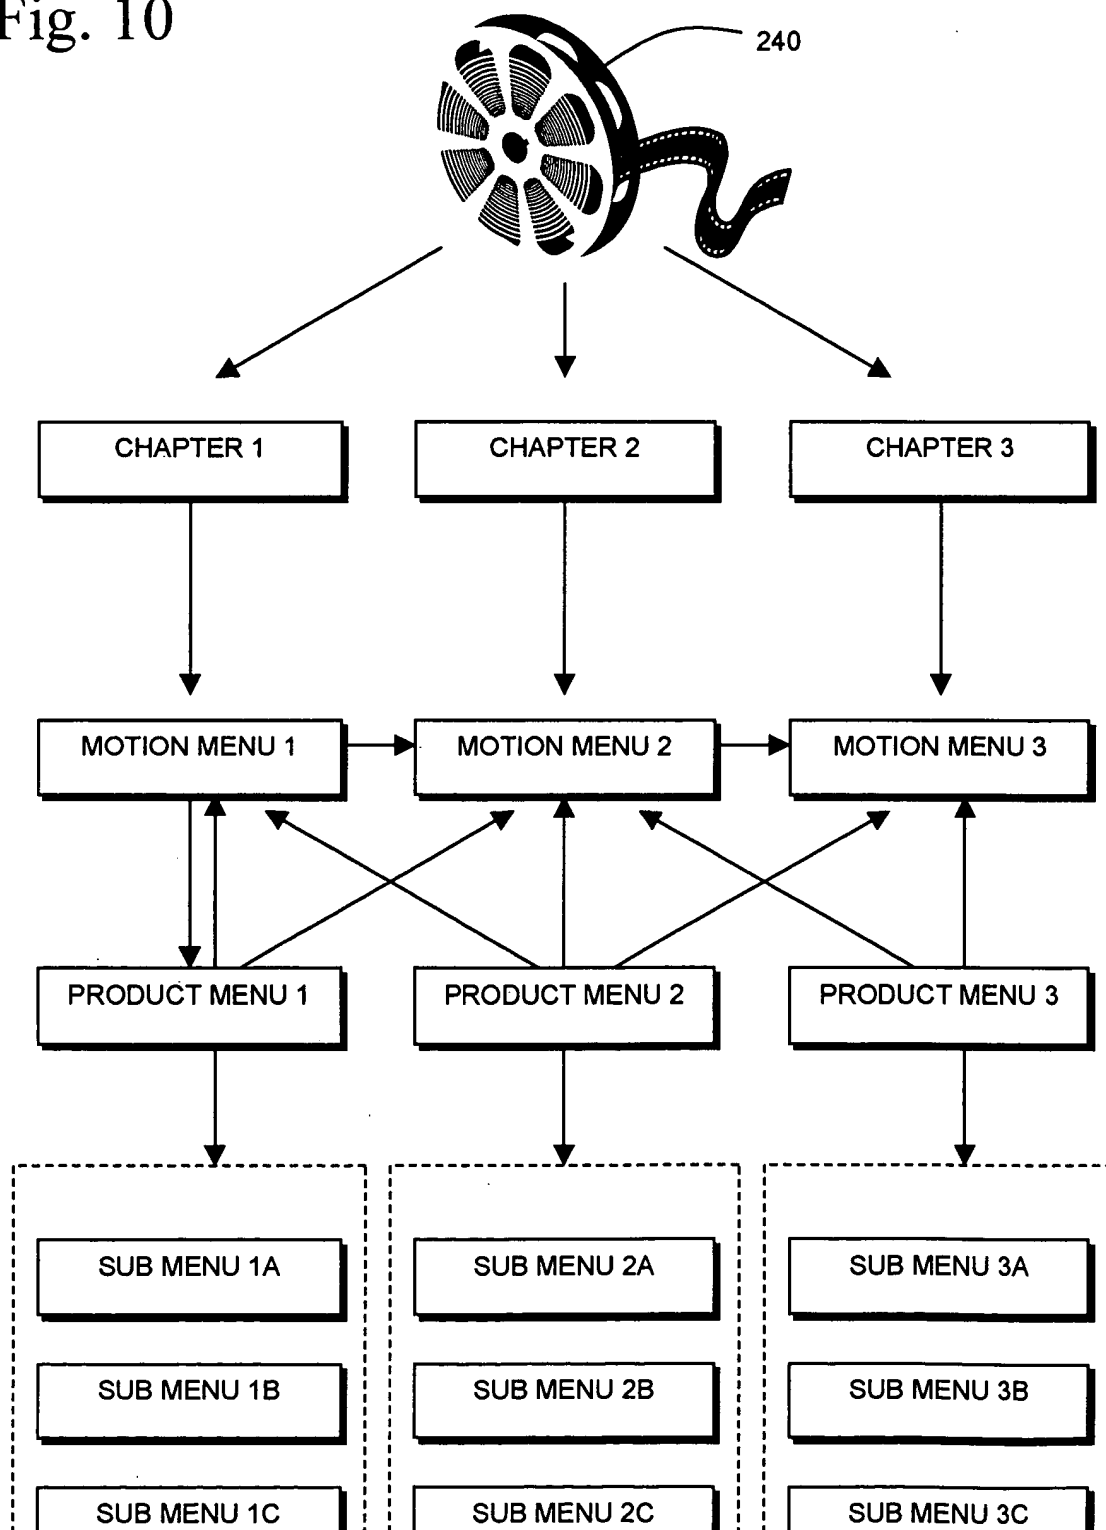 Fig. 10
240
CHAPTER 1
CHAPTER 2
CHAPTER 3
MOTION MENU 1
MOTION MENU 2
MOTION MENU 3
PRODUCT MENU 1
PRODUCT MENU 2
PRODUCT MENU 3
SUB MENU 1A
SUB MENU 2A
SUB MENU 3A
SUB MENU 1B
SUB MENU 2B
SUB MENU 3B
SUB MENU 1C
SUB MENU 2C
SUB MENU 3C